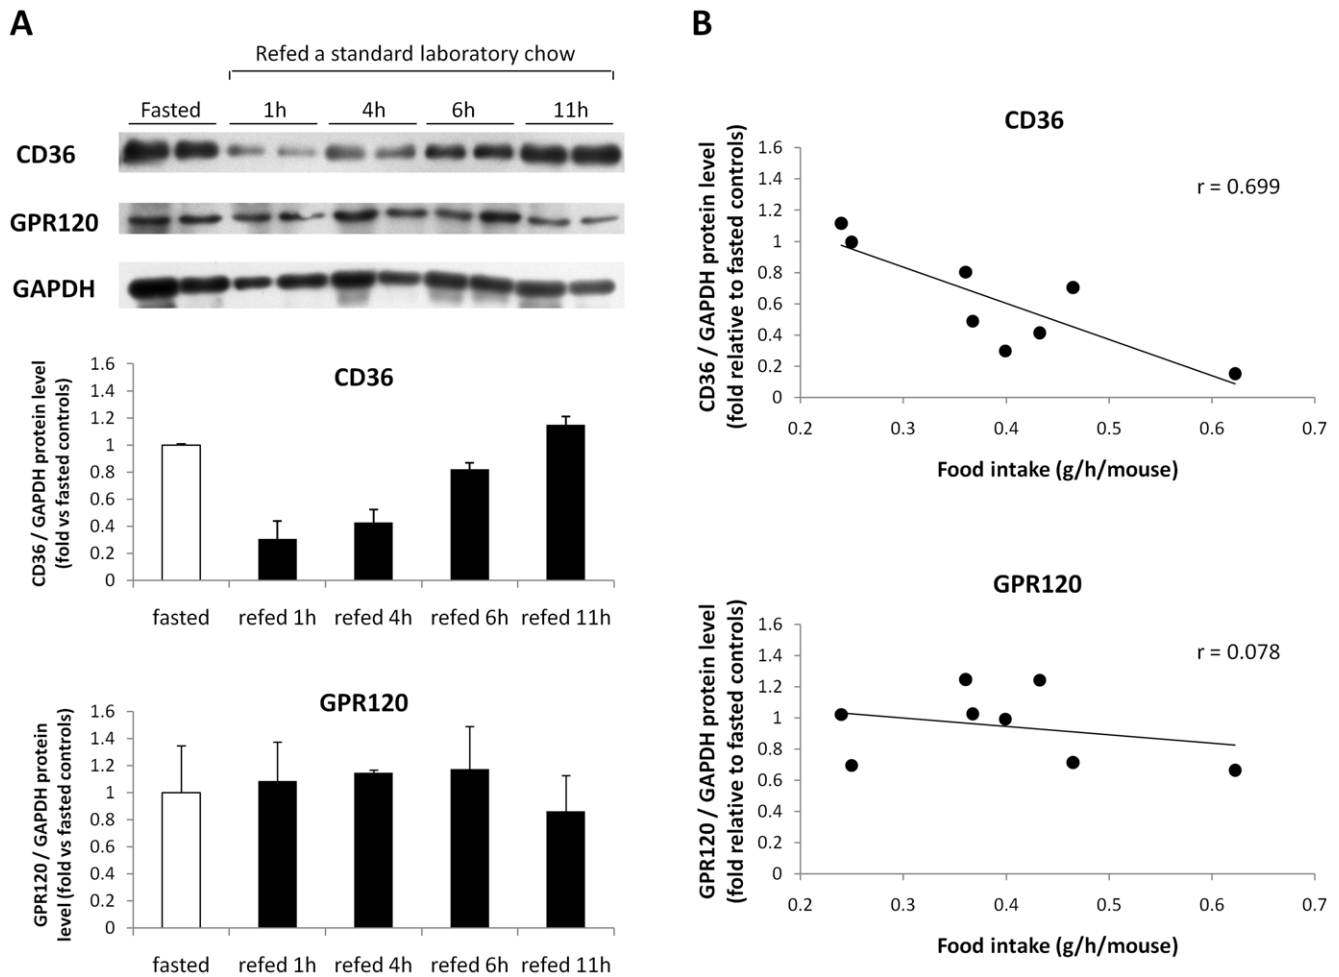 A
Refed a standard laboratory chow
Fasted 1h 4h 6h 11h
CD36
GPR120
GAPDH
CD36
CD36 / GAPDH protein level
(fold vs fasted controls)
1.6
1.4
1.2
1
0.8
0.6
0.4
0.2
0
fasted refed 1h refed 4h refed 6h refed 11h
GPR120
GPR120 / GAPDH protein
level (fold vs fasted controls)
1.6
1.4
1.2
1
0.8
0.6
0.4
0.2
0
fasted refed 1h refed 4h refed 6h refed 11h
B
CD36
r = 0.699
CD36 / GAPDH protein level
(fold relative to fasted controls)
1.6
1.4
1.2
1
0.8
0.6
0.4
0.2
0
0.2 0.3 0.4 0.5 0.6 0.7
Food intake (g/h/mouse)
GPR120
r = 0.078
GPR120 / GAPDH protein level
(fold relative to fasted controls)
1.6
1.4
1.2
1
0.8
0.6
0.4
0.2
0
0.2 0.3 0.4 0.5 0.6 0.7
Food intake (g/h/mouse)